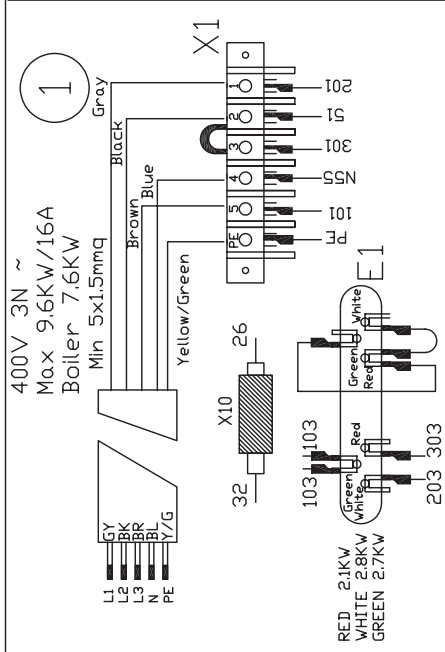 1
400V 3N ~
Max 9.6KW/16A
Boiler 7.6KW
Min 5x1.5mmq
Gray
Black
Brown
Blue
Yellow/Green
X1
1
2
3
4
5
PE
201
51
301
N55
101
PE
GY
BK
BR
BL
Y/G
L1
L2
L3
N
PE
32
X10
26
E1
103
103
Green
White
Red
Green
Red
White
203
303
RED 2.1KW
WHITE 2.8KW
GREEN 2.7KW